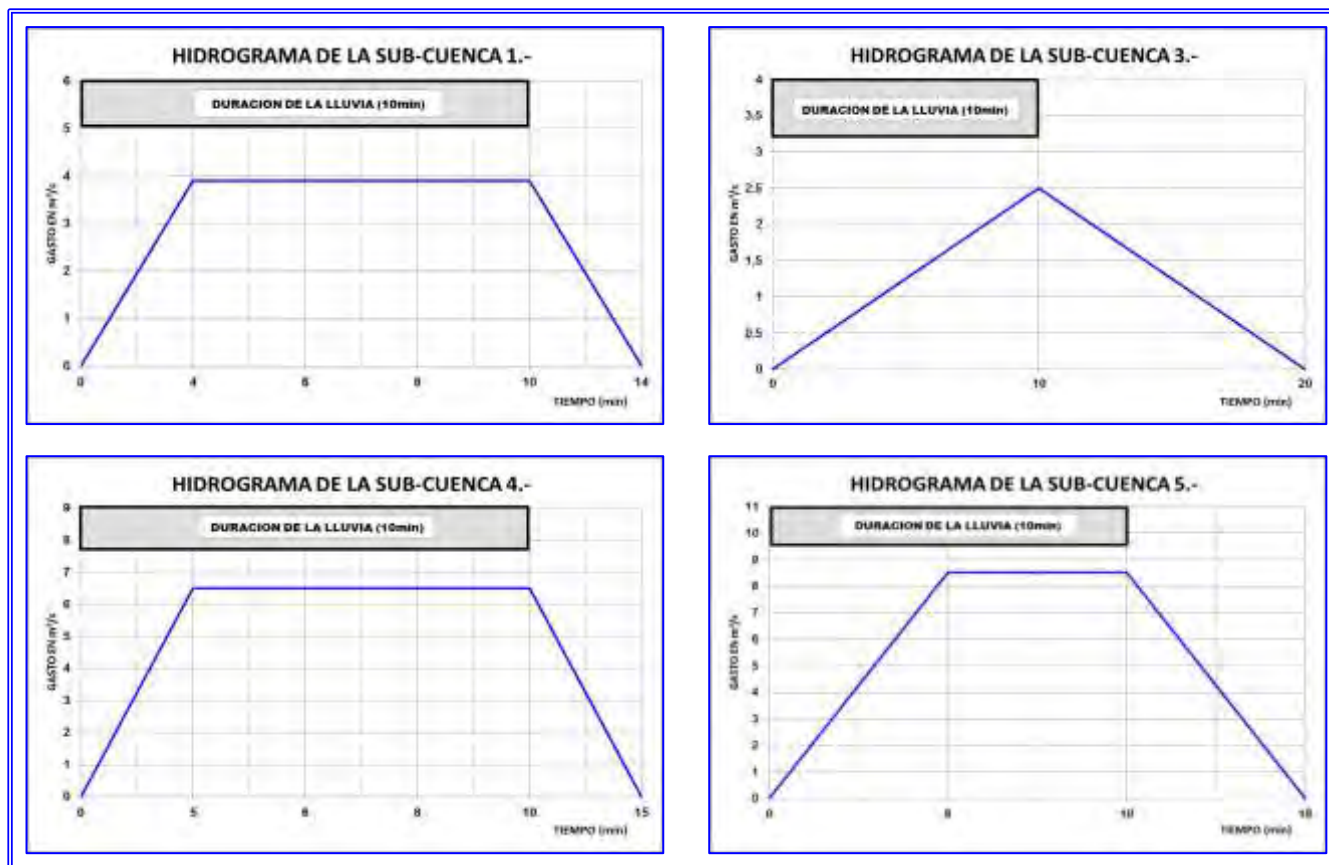 HIDROGRAMA DE LA SUB-CUENCA 1.-
6
DURACION DE LA LLUVIA (10min)
5
4
3
2
1
0
GASTO EN m³/s
0 4 6 8 10 14
TIEMPO (min)
HIDROGRAMA DE LA SUB-CUENCA 3.-
4
3.5
DURACION DE LA LLUVIA (10min)
3
2.5
2
1.5
1
0.5
0
GASTO EN m³/s
0 10 20
TIEMPO (min)
HIDROGRAMA DE LA SUB-CUENCA 4.-
9
DURACION DE LA LLUVIA (10min)
8
7
6
5
4
3
2
1
0
GASTO EN m³/s
0 5 6 8 10 15
TIEMPO (min)
HIDROGRAMA DE LA SUB-CUENCA 5.-
11
DURACION DE LA LLUVIA (10min)
10
9
8
7
6
5
4
3
2
1
0
GASTO EN m³/s
0 8 10 18
TIEMPO (min)